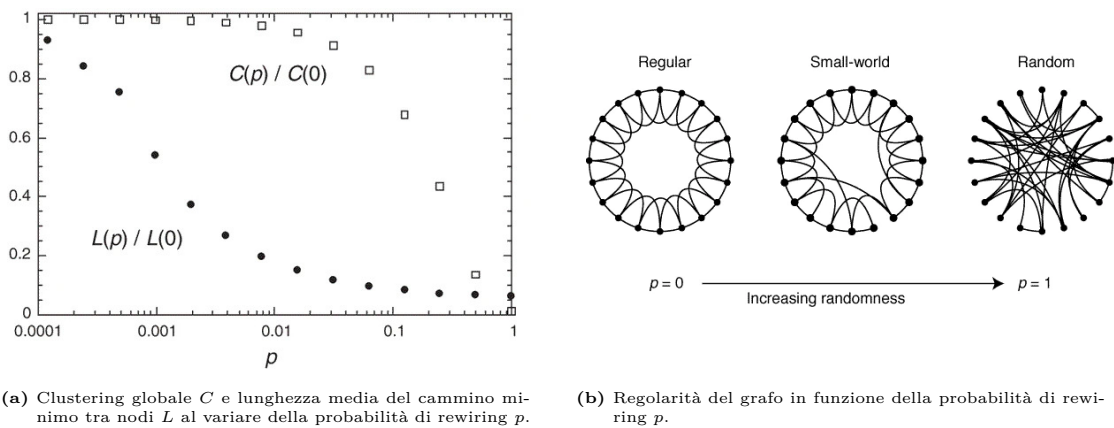 1
0.8
0.6
0.4
0.2
0
C(p) / C(0)
L(p) / L(0)
0.0001
0.001
0.01
0.1
1
p
(a) Clustering globale C e lunghezza media del cammino mi-
nimo tra nodi L al variare della probabilità di rewiring p.
Regular
Small-world
Random
p = 0
p = 1
Increasing randomness
(b) Regolarità del grafo in funzione della probabilità di rewi-
ring p.